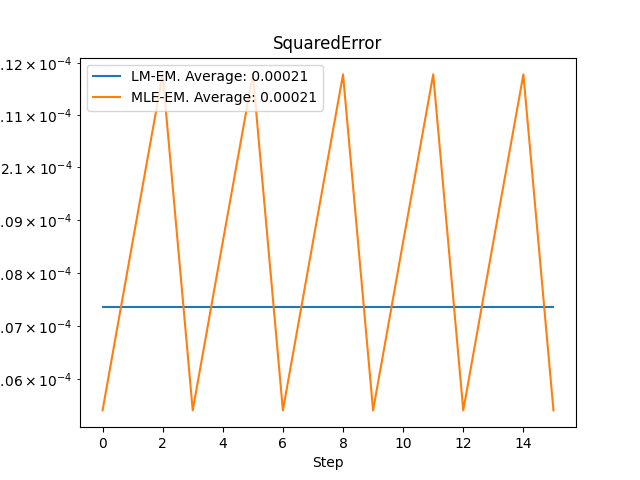 SquaredError
LM-EM. Average: 0.00021
MLE-EM. Average: 0.00021
.12 × 10⁻⁴
.11 × 10⁻⁴
2.1 × 10⁻⁴
.09 × 10⁻⁴
.08 × 10⁻⁴
.07 × 10⁻⁴
.06 × 10⁻⁴
0 2 4 6 8 10 12 14
Step